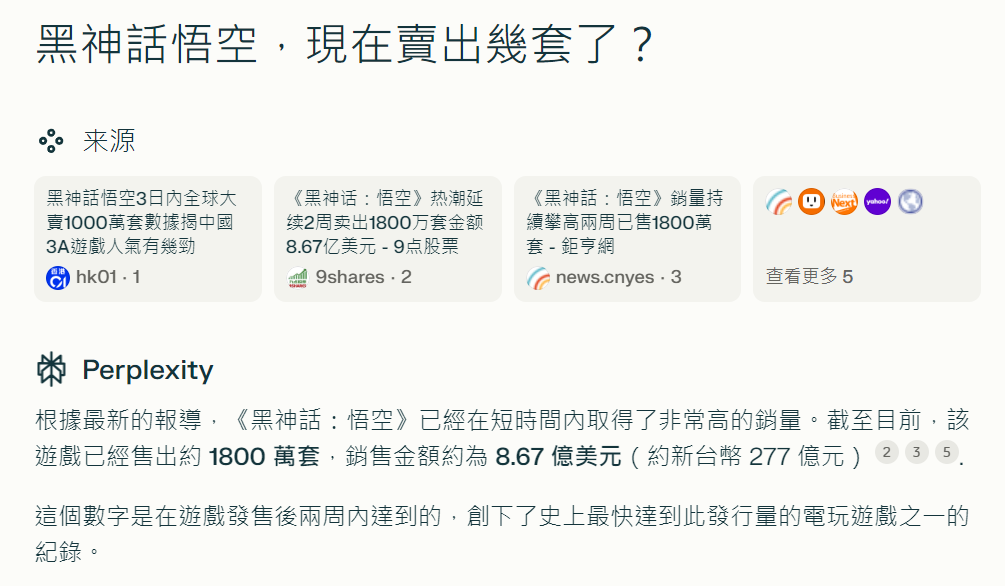 黑神話悟空，現在賣出幾套了？
来源
黑神話悟空3日內全球大
賣1000萬套數據揭中國
3A遊戲人氣有幾勁
香港01 hk01 · 1
《黑神话：悟空》热潮延
续2周卖出1800万套金额
8.67亿美元 - 9点股票
9shares · 2
《黑神話：悟空》銷量持
續攀高兩周已售1800萬
套 - 鉅亨網
news.cnyes · 3
Business Next yahoo!
查看更多 5
Perplexity
根據最新的報導，《黑神話：悟空》已經在短時間內取得了非常高的銷量。截至目前，該
遊戲已經售出約 1800 萬套，銷售金額約為 8.67 億美元（約新台幣 277 億元） 2 3 5 .
這個數字是在遊戲發售後兩周內達到的，創下了史上最快達到此發行量的電玩遊戲之一的
紀錄。